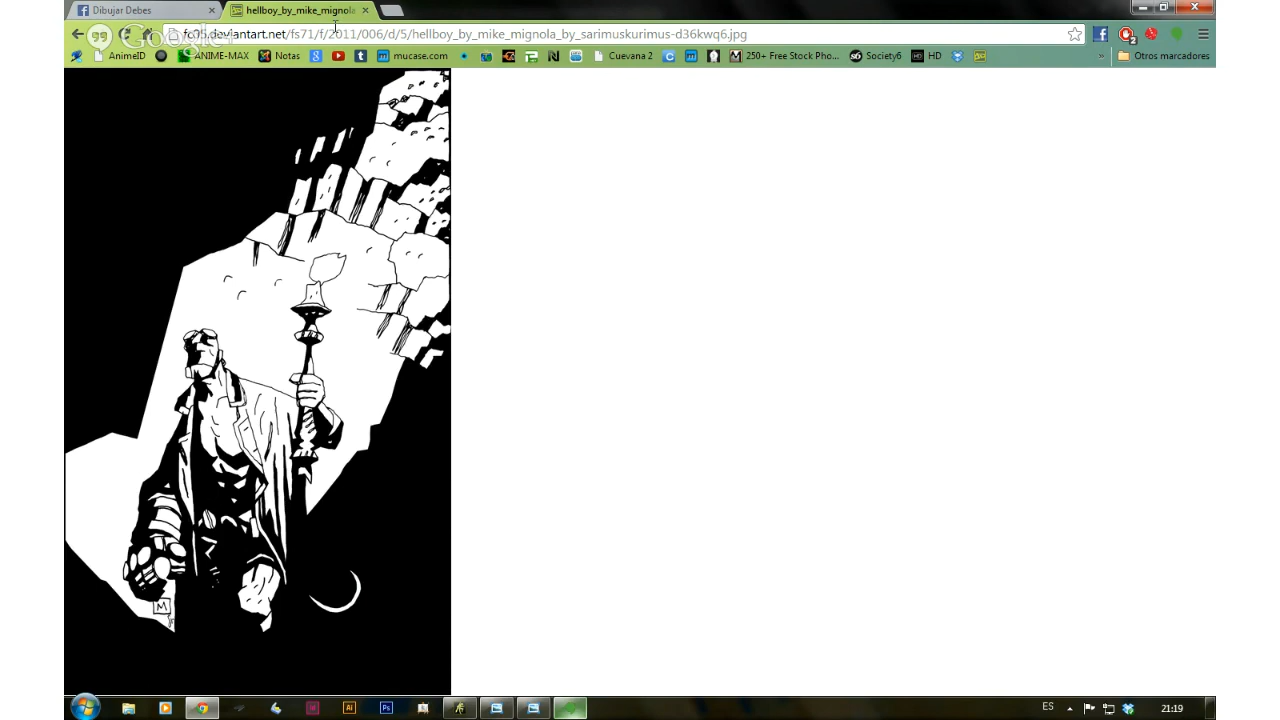 Dibujar Debes
hellboy_by_mike_mignola
Google+
fc05.deviantart.net/fs71/f/2011/006/d/5/hellboy_by_mike_mignola_by_sarimuskurimus-d36kwq6.jpg
AnimeID ANIME-MAX Notas mucase.com Cuevana 2 250+ Free Stock Pho... Society6 HD » Otros marcadores
M
ES 21:19